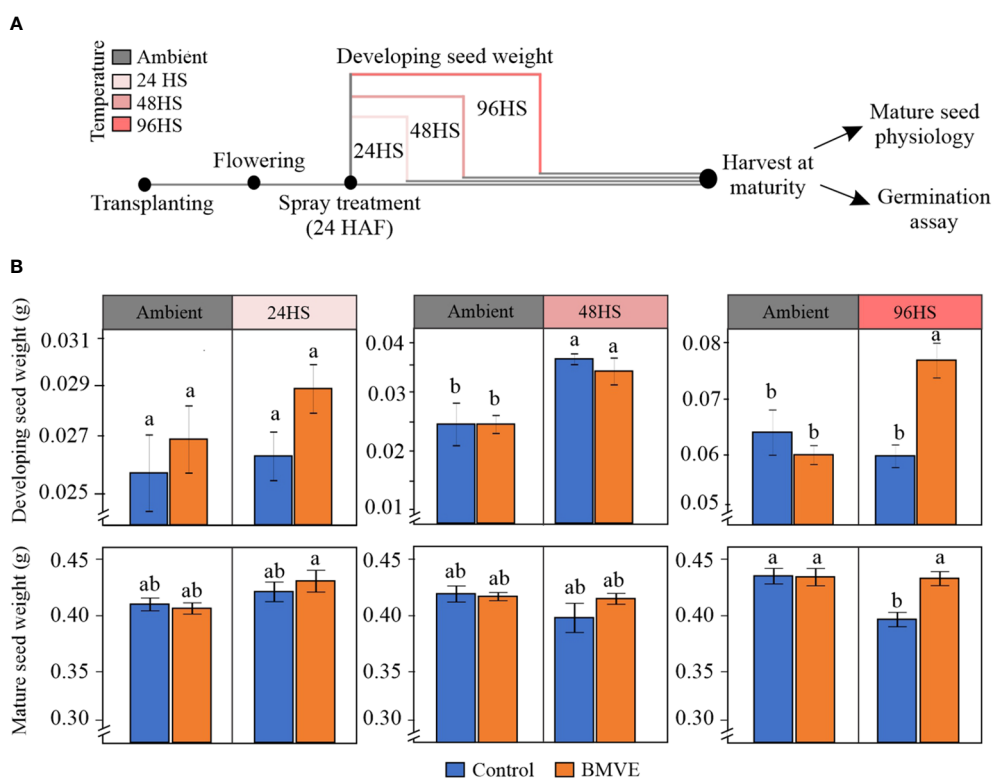 A
Temperature
Ambient
24 HS
48HS
96HS
Developing seed weight
24HS
48HS
96HS
Transplanting
Flowering
Spray treatment
(24 HAF)
Harvest at
maturity
Mature seed
physiology
Germination
assay
B
Developing seed weight (g)
Ambient
24HS
0.031
0.029
0.027
0.025
a
a
a
a
Ambient
48HS
0.04
0.03
0.02
0.01
b
b
a
a
Ambient
96HS
0.08
0.07
0.06
0.05
b
b
b
a
Mature seed weight (g)
0.45
0.40
0.35
0.30
ab
ab
ab
a
0.45
0.40
0.35
0.30
ab
ab
ab
ab
0.45
0.40
0.35
0.30
a
a
b
a
Control
BMVE